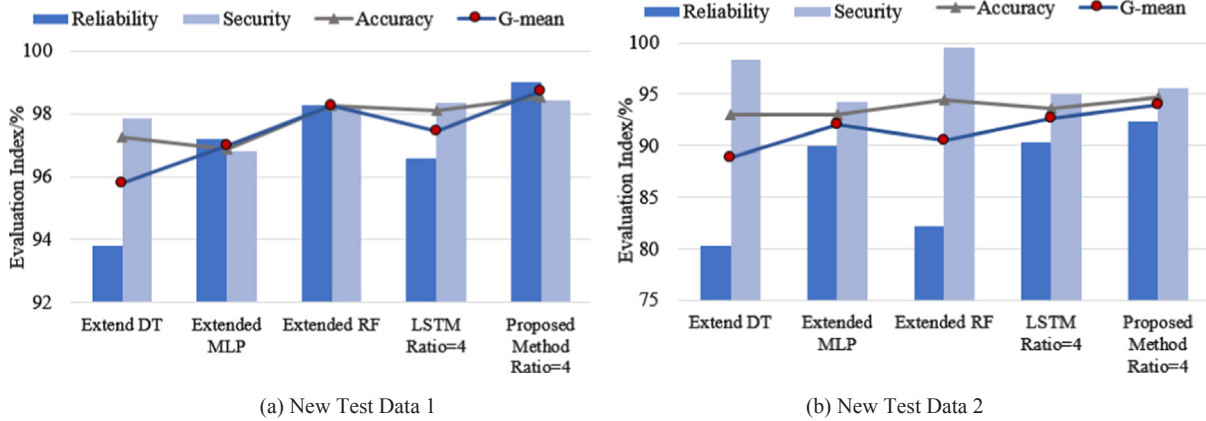 Reliability Security Accuracy G-mean
100
98
96
94
92
Evaluation Index/%
Extend DT
Extended MLP
Extended RF
LSTM Ratio=4
Proposed Method Ratio=4
(a) New Test Data 1
Reliability Security Accuracy G-mean
100
95
90
85
80
75
Evaluation Index/%
Extend DT
Extended MLP
Extended RF
LSTM Ratio=4
Proposed Method Ratio=4
(b) New Test Data 2